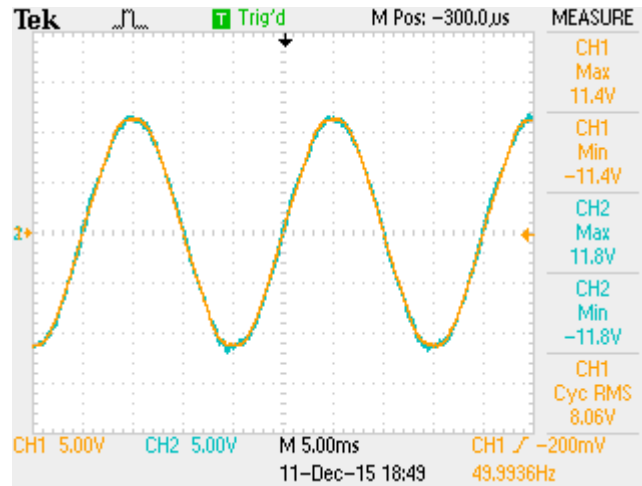 Tek T Trig'd M Pos: -300.0µs MEASURE
CH1
Max
11.4V
CH1
Min
-11.4V
CH2
Max
11.8V
CH2
Min
-11.8V
CH1
Cyc RMS
8.06V
2
CH1 5.00V CH2 5.00V M 5.00ms CH1 -200mV
11-Dec-15 18:49 49.9936Hz